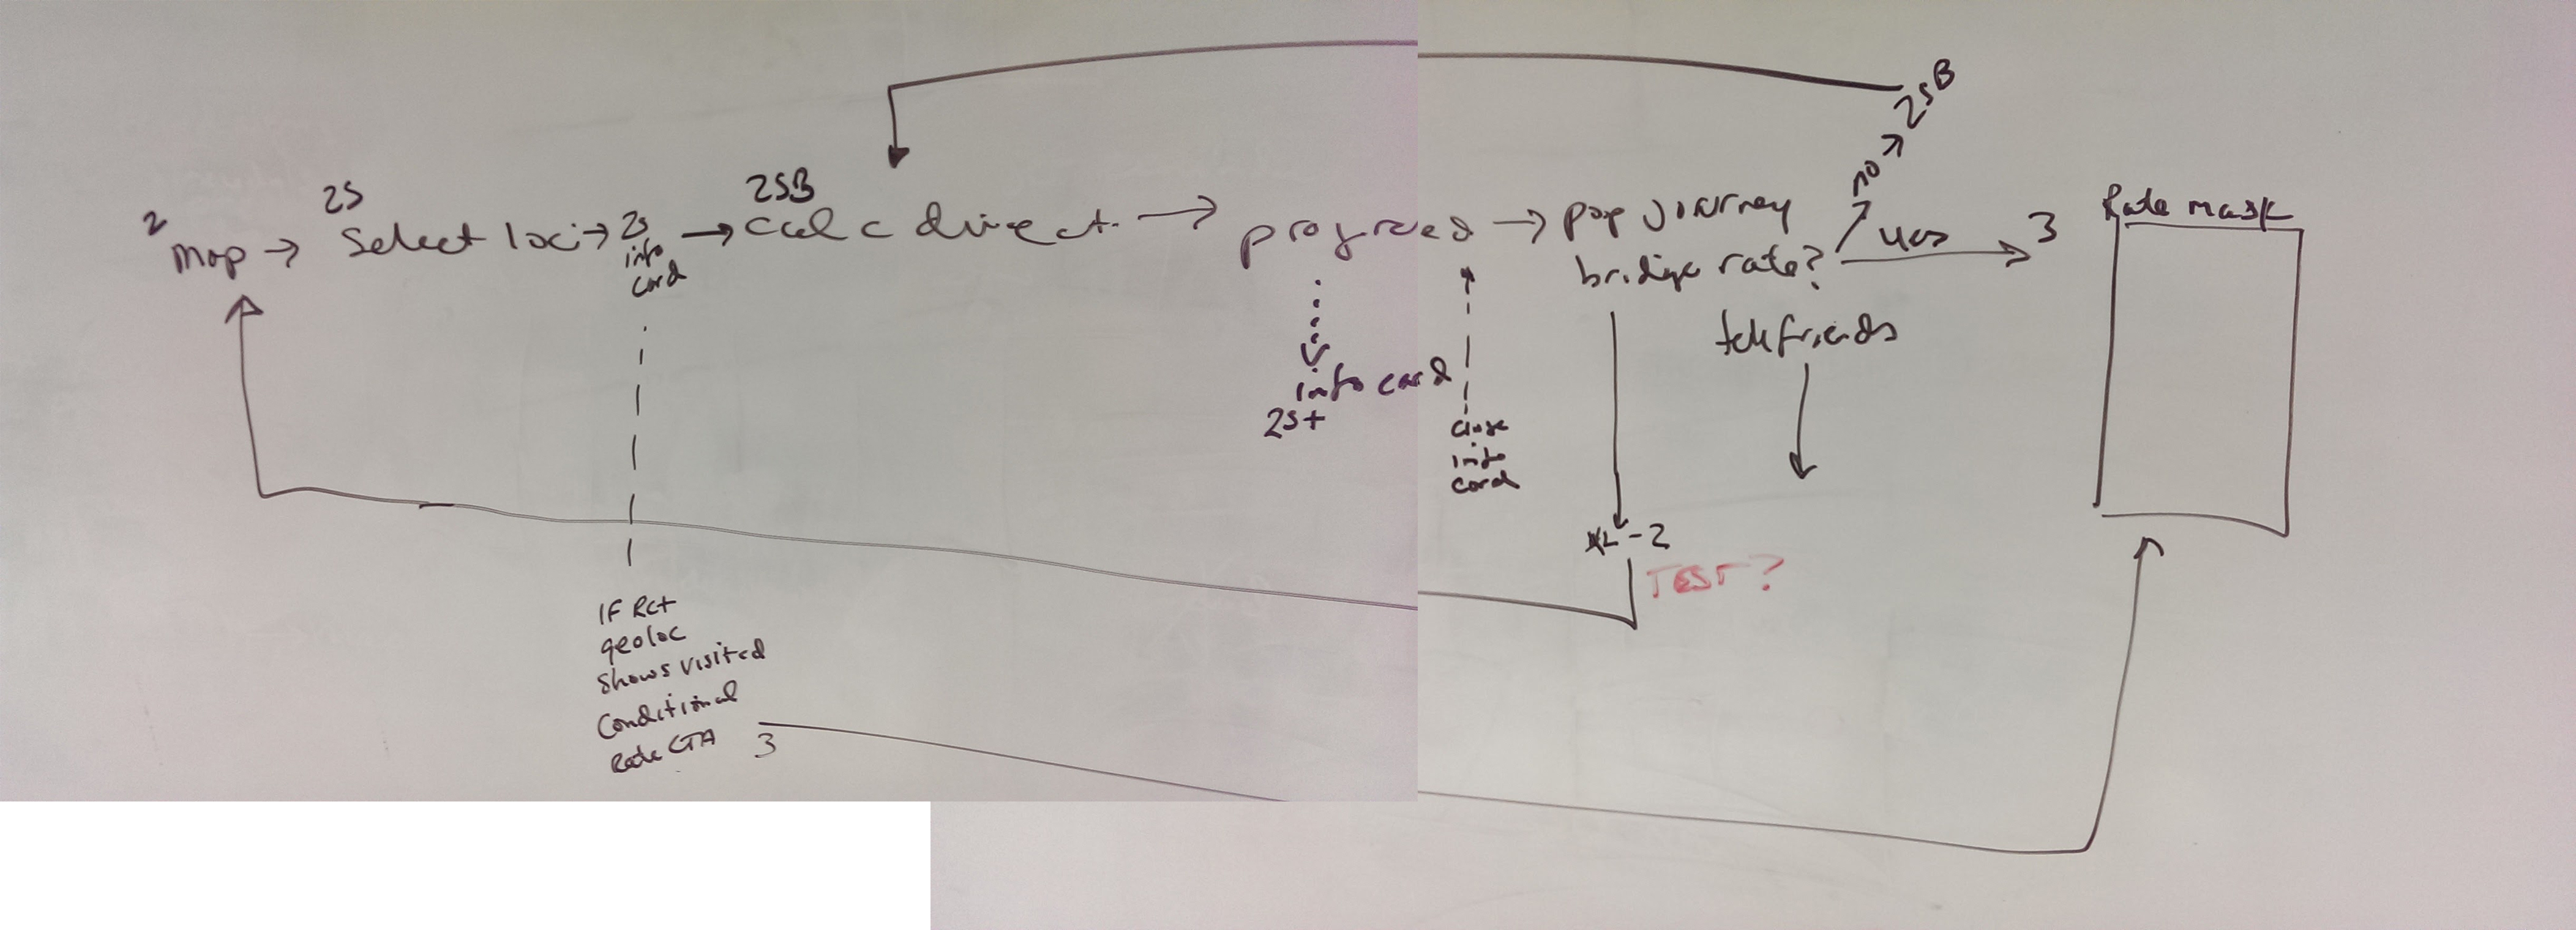 2
Map →
2S
Select loc →
2s
info
card
→
2SB
Calc direct. →
progress →
info card
2S+
close
info
card
pop journey
bridge rate?
no → 2SB
yes → 3
tell friends
XL-2
TEST?
Rate mask
IF Rct
geoloc
shows visited
Conditional
Rate CTA 3